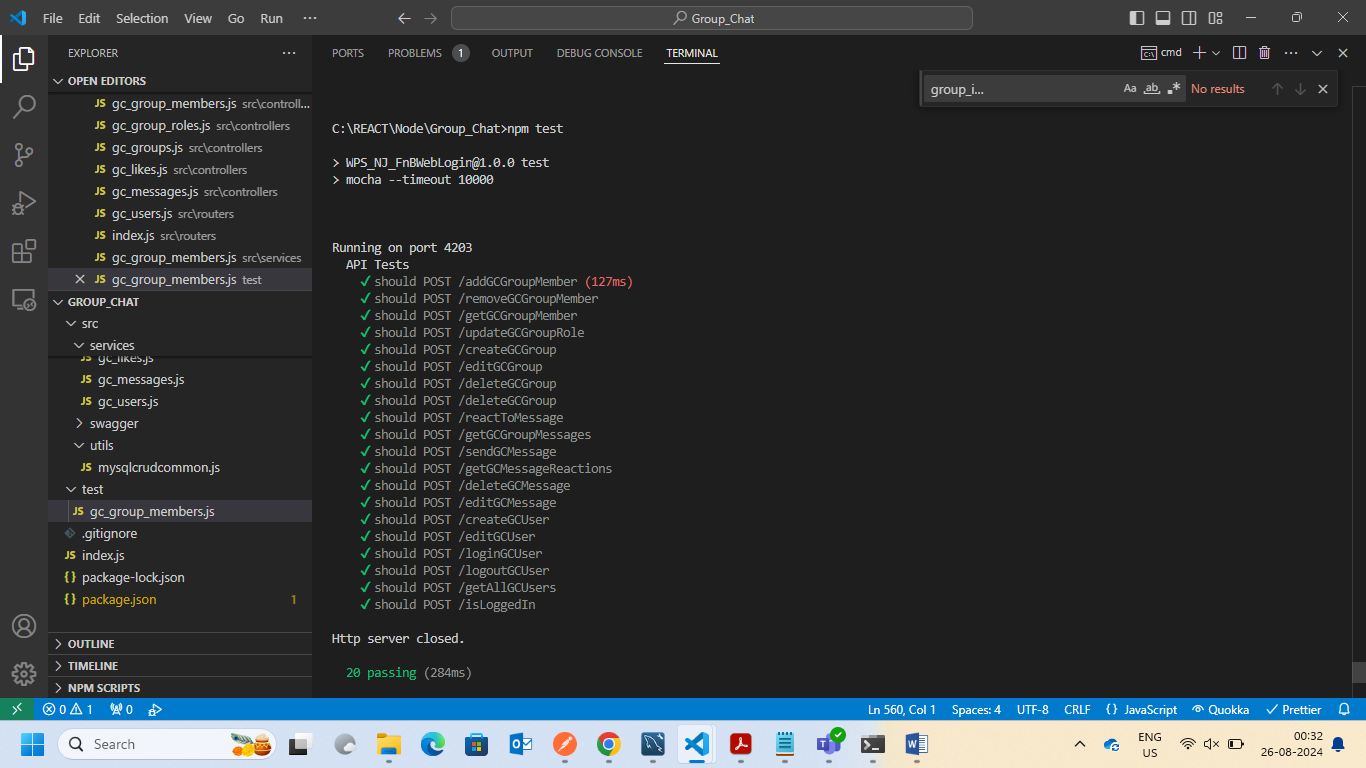 File Edit Selection View Go Run ··· Group_Chat
EXPLORER ···
OPEN EDITORS
JS gc_group_members.js src\controll...
JS gc_group_roles.js src\controllers
JS gc_groups.js src\controllers
JS gc_likes.js src\controllers
JS gc_messages.js src\controllers
JS gc_users.js src\routers
JS index.js src\routers
JS gc_group_members.js src\services
JS gc_group_members.js test
GROUP_CHAT
src
services
JS gc_likes.js
JS gc_messages.js
JS gc_users.js
swagger
utils
JS mysqlcrudcommon.js
test
JS gc_group_members.js
.gitignore
JS index.js
{} package-lock.json
{} package.json 1
OUTLINE
TIMELINE
NPM SCRIPTS
PORTS PROBLEMS 1 OUTPUT DEBUG CONSOLE TERMINAL cmd ···
group_i... Aa ab .* No results
C:\REACT\Node\Group_Chat>npm test
> WPS_NJ_FnBWebLogin@1.0.0 test
> mocha --timeout 10000
Running on port 4203
API Tests
✓ should POST /addGCGroupMember (127ms)
✓ should POST /removeGCGroupMember
✓ should POST /getGCGroupMember
✓ should POST /updateGCGroupRole
✓ should POST /createGCGroup
✓ should POST /editGCGroup
✓ should POST /deleteGCGroup
✓ should POST /deleteGCGroup
✓ should POST /reactToMessage
✓ should POST /getGCGroupMessages
✓ should POST /sendGCMessage
✓ should POST /getGCMessageReactions
✓ should POST /deleteGCMessage
✓ should POST /editGCMessage
✓ should POST /createGCUser
✓ should POST /editGCUser
✓ should POST /loginGCUser
✓ should POST /logoutGCUser
✓ should POST /getAllGCUsers
✓ should POST /isLoggedIn
Http server closed.
20 passing (284ms)
0 1 0 Ln 560, Col 1 Spaces: 4 UTF-8 CRLF {} JavaScript Quokka Prettier
Search ENG US 00:32 26-08-2024